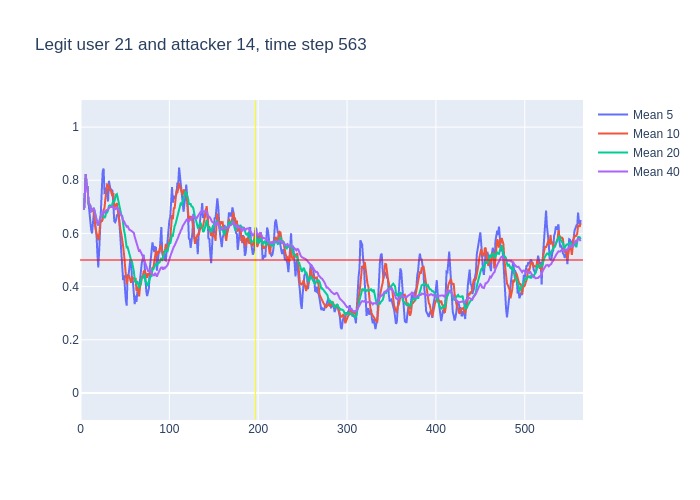 Legit user 21 and attacker 14, time step 563
Mean 5
Mean 10
Mean 20
Mean 40
1
0.8
0.6
0.4
0.2
0
0 100 200 300 400 500